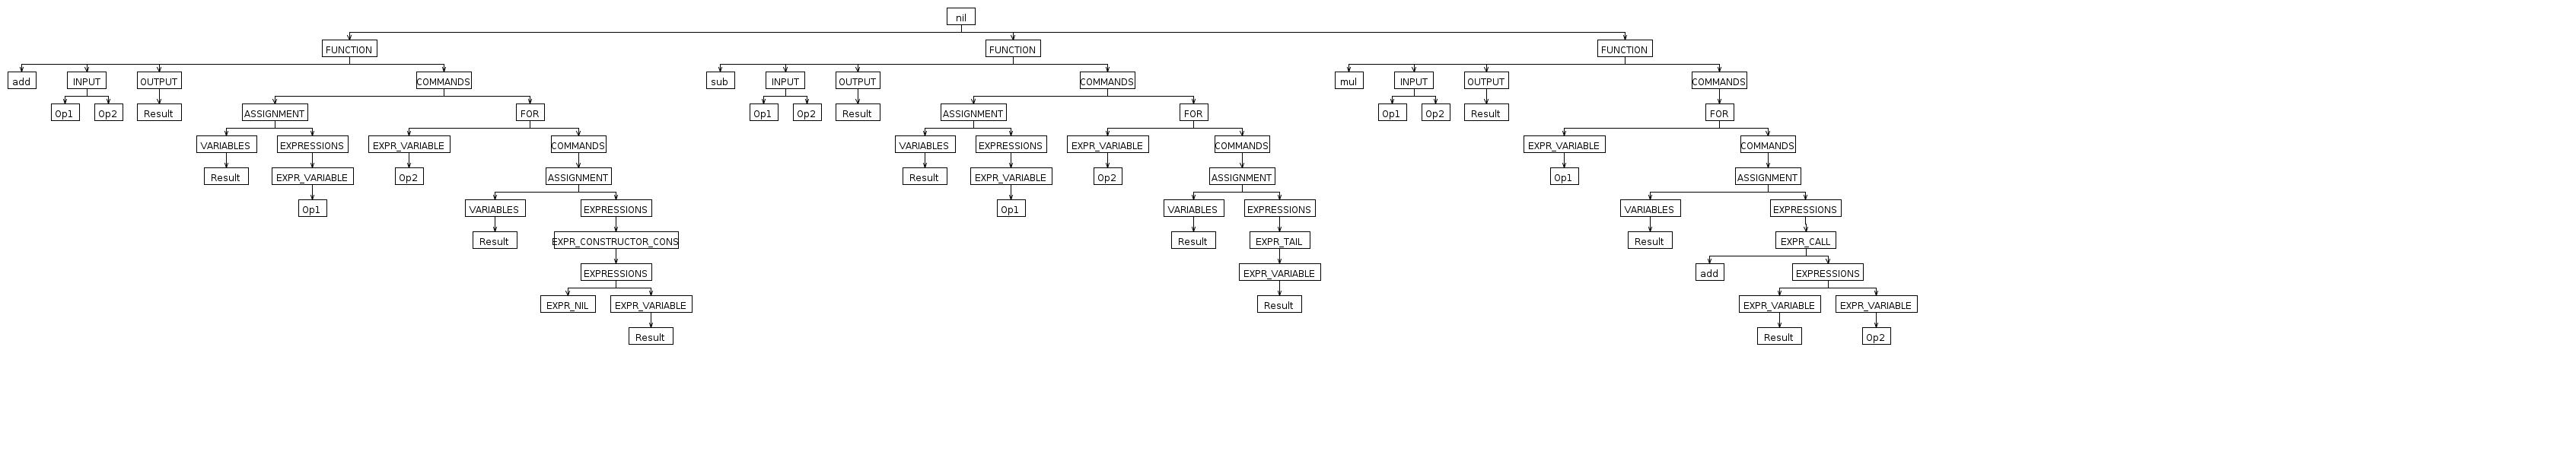 nil
FUNCTION FUNCTION FUNCTION
add INPUT OUTPUT COMMANDS sub INPUT OUTPUT COMMANDS mul INPUT OUTPUT COMMANDS
Op1 Op2 Result ASSIGNMENT FOR Op1 Op2 Result ASSIGNMENT FOR Op1 Op2 Result FOR
VARIABLES EXPRESSIONS EXPR_VARIABLE COMMANDS VARIABLES EXPRESSIONS EXPR_VARIABLE COMMANDS EXPR_VARIABLE COMMANDS
Result EXPR_VARIABLE Op2 ASSIGNMENT Result EXPR_VARIABLE Op2 ASSIGNMENT Op1 ASSIGNMENT
Op1 VARIABLES EXPRESSIONS Op1 VARIABLES EXPRESSIONS VARIABLES EXPRESSIONS
Result EXPR_CONSTRUCTOR_CONS Result EXPR_TAIL Result EXPR_CALL
EXPRESSIONS EXPR_VARIABLE add EXPRESSIONS
EXPR_NIL EXPR_VARIABLE Result EXPR_VARIABLE EXPR_VARIABLE
Result Result Op2